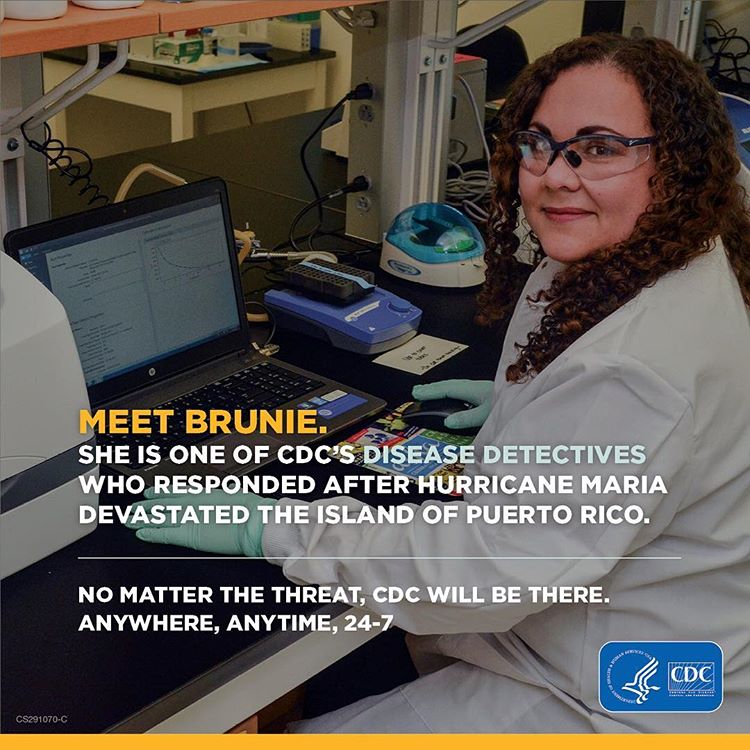 MEET BRUNIE.
SHE IS ONE OF CDC'S DISEASE DETECTIVES
WHO RESPONDED AFTER HURRICANE MARIA
DEVASTATED THE ISLAND OF PUERTO RICO.
NO MATTER THE THREAT, CDC WILL BE THERE.
ANYWHERE, ANYTIME, 24-7
CDC
CS291070-C